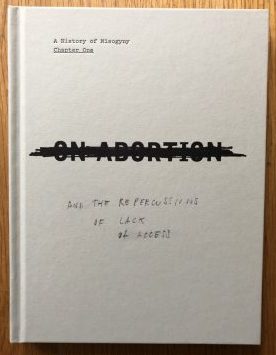 A History of Misogyny
Chapter One
ON ABORTION
AND THE REPERCUSSIONS
OF LACK
OF ACCESS